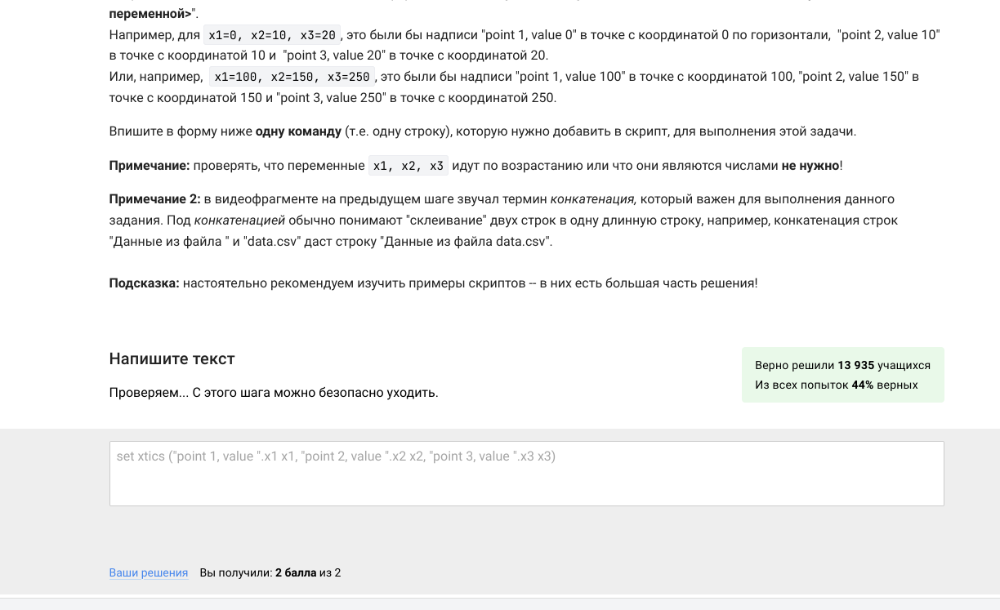 переменной>".
Например, для x1=0, x2=10, x3=20, это были бы надписи "point 1, value 0" в точке с координатой 0 по горизонтали, "point 2, value 10"
в точке с координатой 10 и "point 3, value 20" в точке с координатой 20.
Или, например, x1=100, x2=150, x3=250, это были бы надписи "point 1, value 100" в точке с координатой 100, "point 2, value 150" в
точке с координатой 150 и "point 3, value 250" в точке с координатой 250.
Впишите в форму ниже одну команду (т.е. одну строку), которую нужно добавить в скрипт, для выполнения этой задачи.
Примечание: проверять, что переменные x1, x2, x3 идут по возрастанию или что они являются числами не нужно!
Примечание 2: в видеофрагменте на предыдущем шаге звучал термин конкатенация, который важен для выполнения данного
задания. Под конкатенацией обычно понимают "склеивание" двух строк в одну длинную строку, например, конкатенация строк
"Данные из файла " и "data.csv" даст строку "Данные из файла data.csv".
Подсказка: настоятельно рекомендуем изучить примеры скриптов -- в них есть большая часть решения!
Напишите текст
Верно решили 13 935 учащихся
Из всех попыток 44% верных
Проверяем... С этого шага можно безопасно уходить.
set xtics ("point 1, value ".x1 x1, "point 2, value ".x2 x2, "point 3, value ".x3 x3)
Ваши решения Вы получили: 2 балла из 2